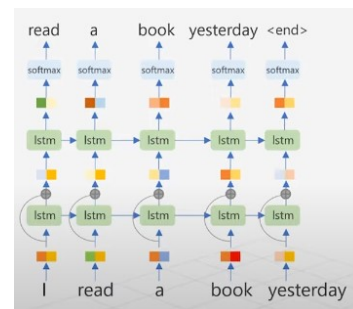 read a book yesterday <end>
softmax softmax softmax softmax softmax
lstm lstm lstm lstm lstm
lstm lstm lstm lstm lstm
I read a book yesterday